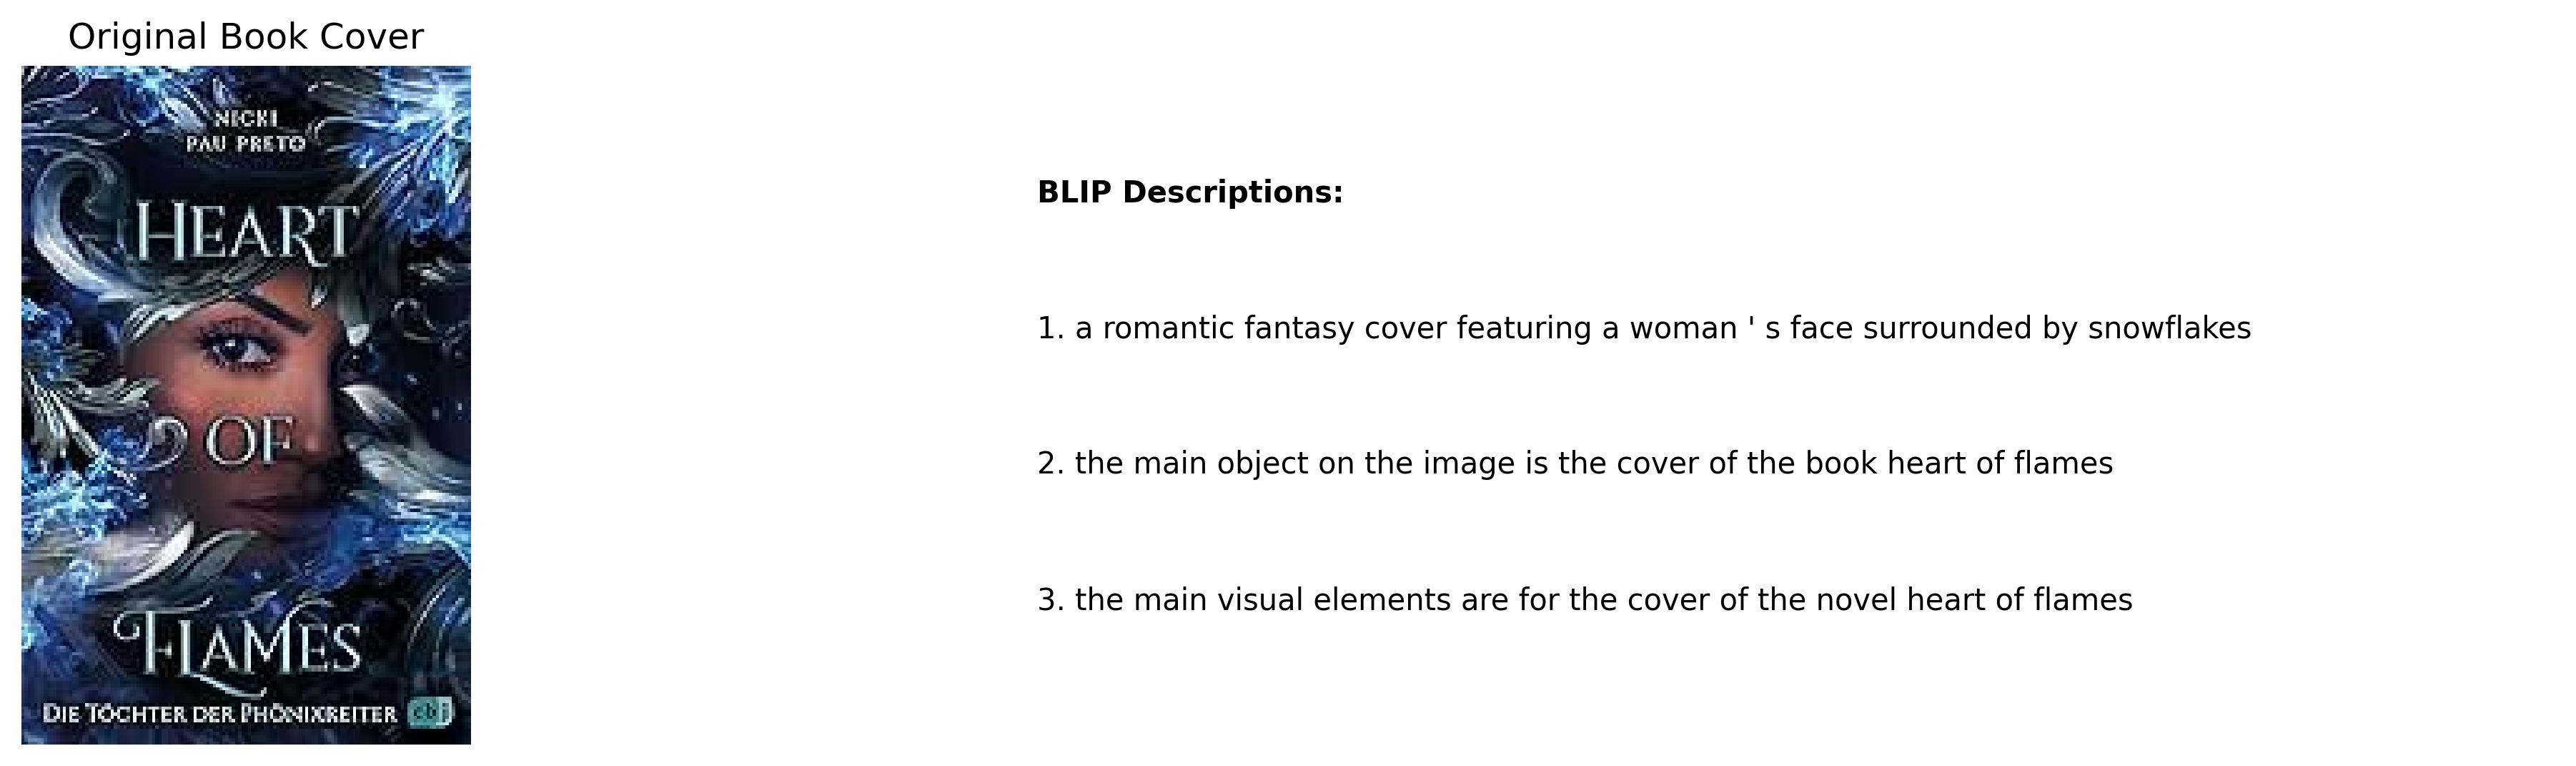 Original Book Cover
NICKI
PAU PRETO
HEART
OF
FLAMES
DIE TÖCHTER DER PHÖNIXREITER cbj
BLIP Descriptions:
1. a romantic fantasy cover featuring a woman ' s face surrounded by snowflakes
2. the main object on the image is the cover of the book heart of flames
3. the main visual elements are for the cover of the novel heart of flames